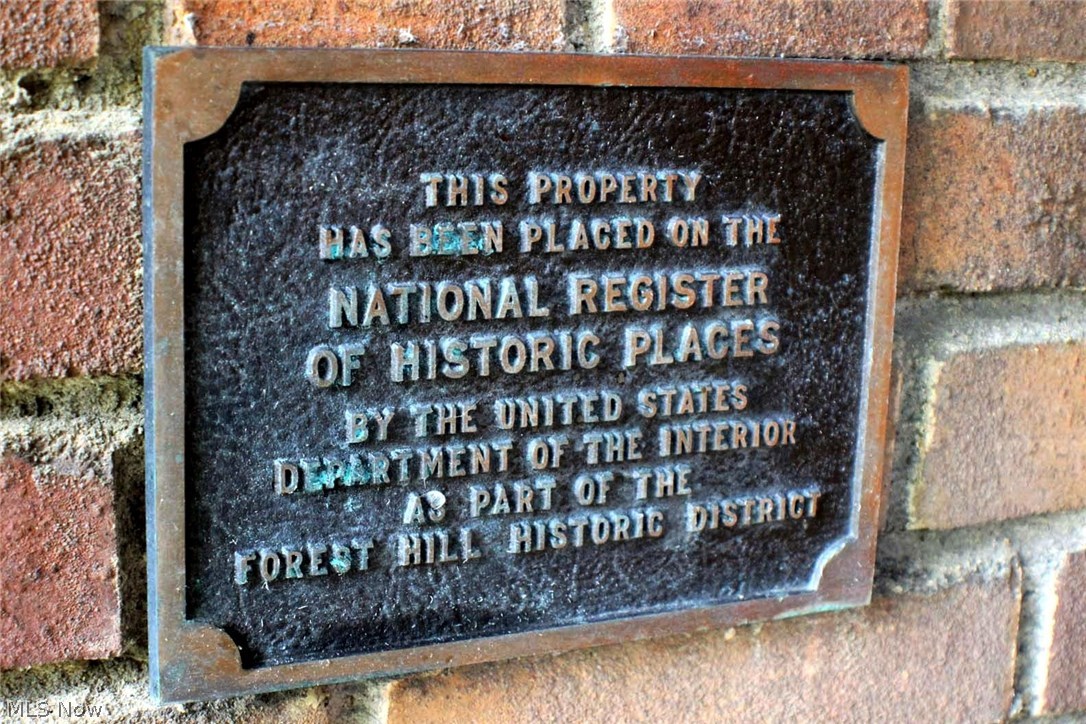 THIS PROPERTY
HAS BEEN PLACED ON THE
NATIONAL REGISTER
OF HISTORIC PLACES
BY THE UNITED STATES
DEPARTMENT OF THE INTERIOR
AS PART OF THE
FOREST HILL HISTORIC DISTRICT
MLS Now